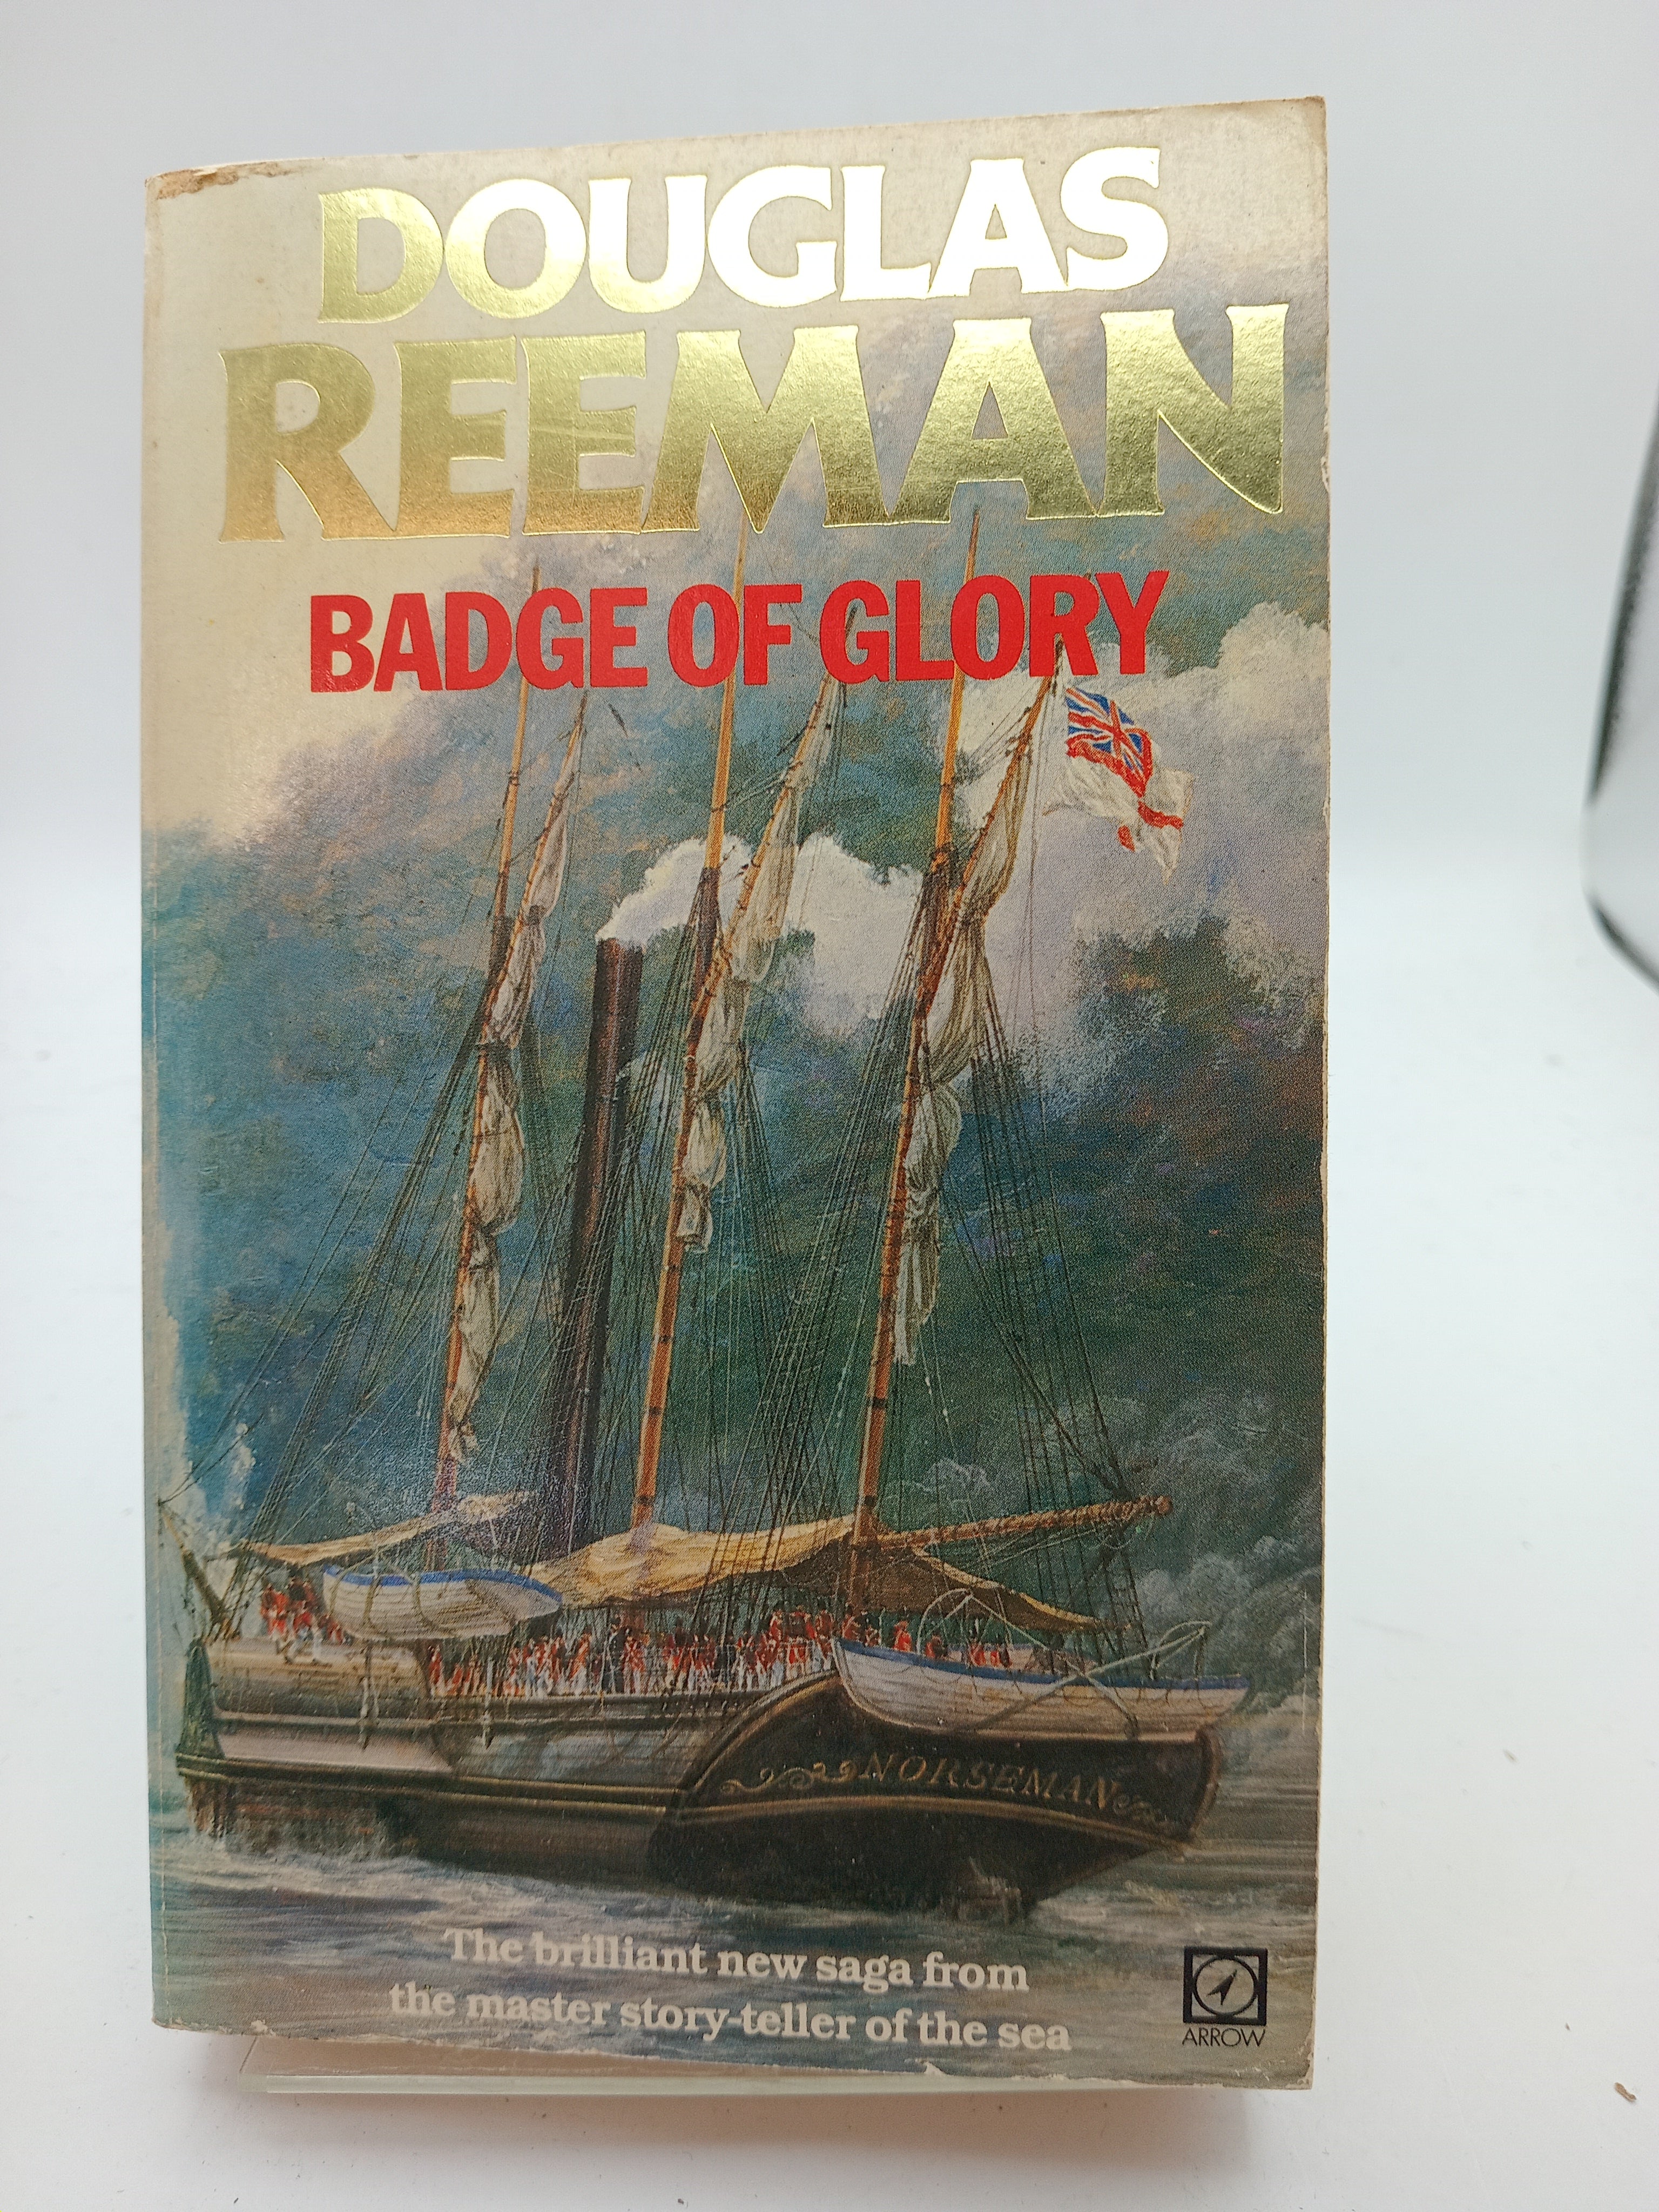 DOUGLAS
REEMAN
BADGE OF GLORY
NORSEMAN
The brilliant new saga from
the master story-teller of the sea
ARROW